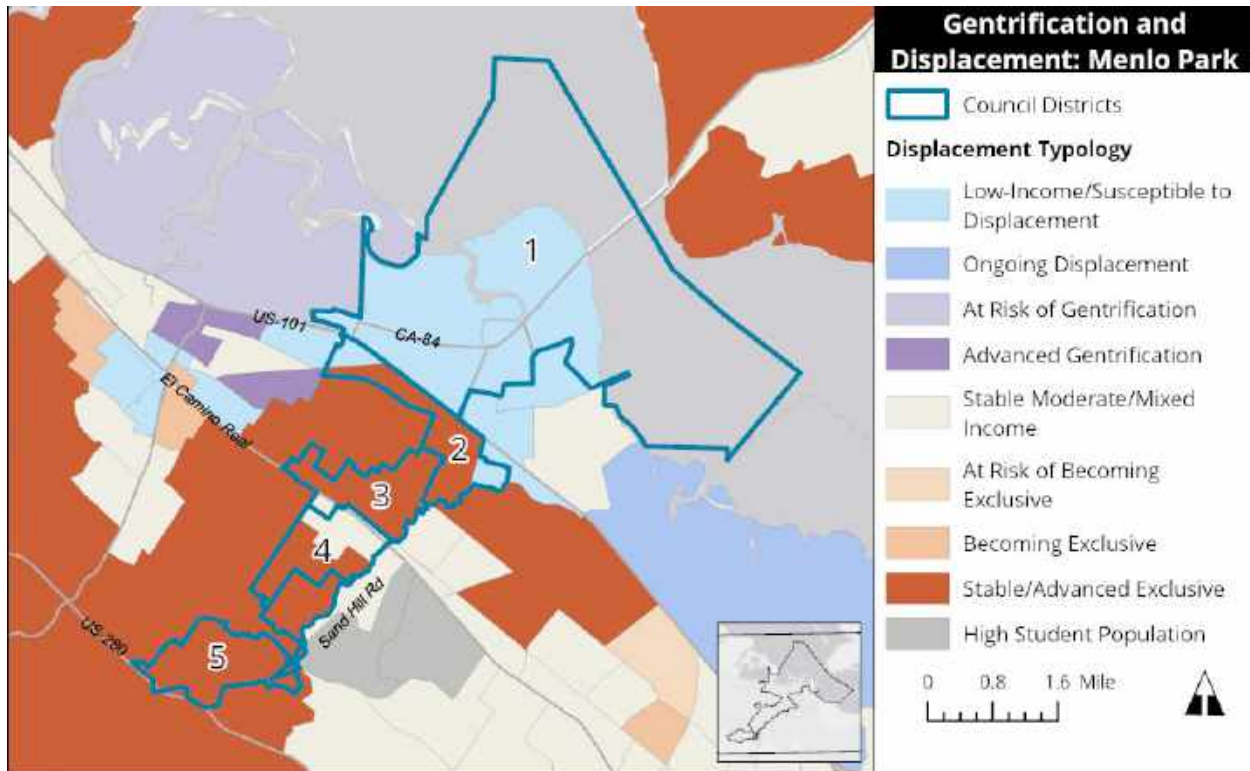 Gentrification and
Displacement: Menlo Park
Council Districts
Displacement Typology
Low-Income/Susceptible to
Displacement
Ongoing Displacement
At Risk of Gentrification
Advanced Gentrification
Stable Moderate/Mixed
Income
At Risk of Becoming
Exclusive
Becoming Exclusive
Stable/Advanced Exclusive
High Student Population
0 0.8 1.6 Mile
1
US-101
CA-84
El Camino Real
2
3
4
Sand Hill Rd
US-280
5